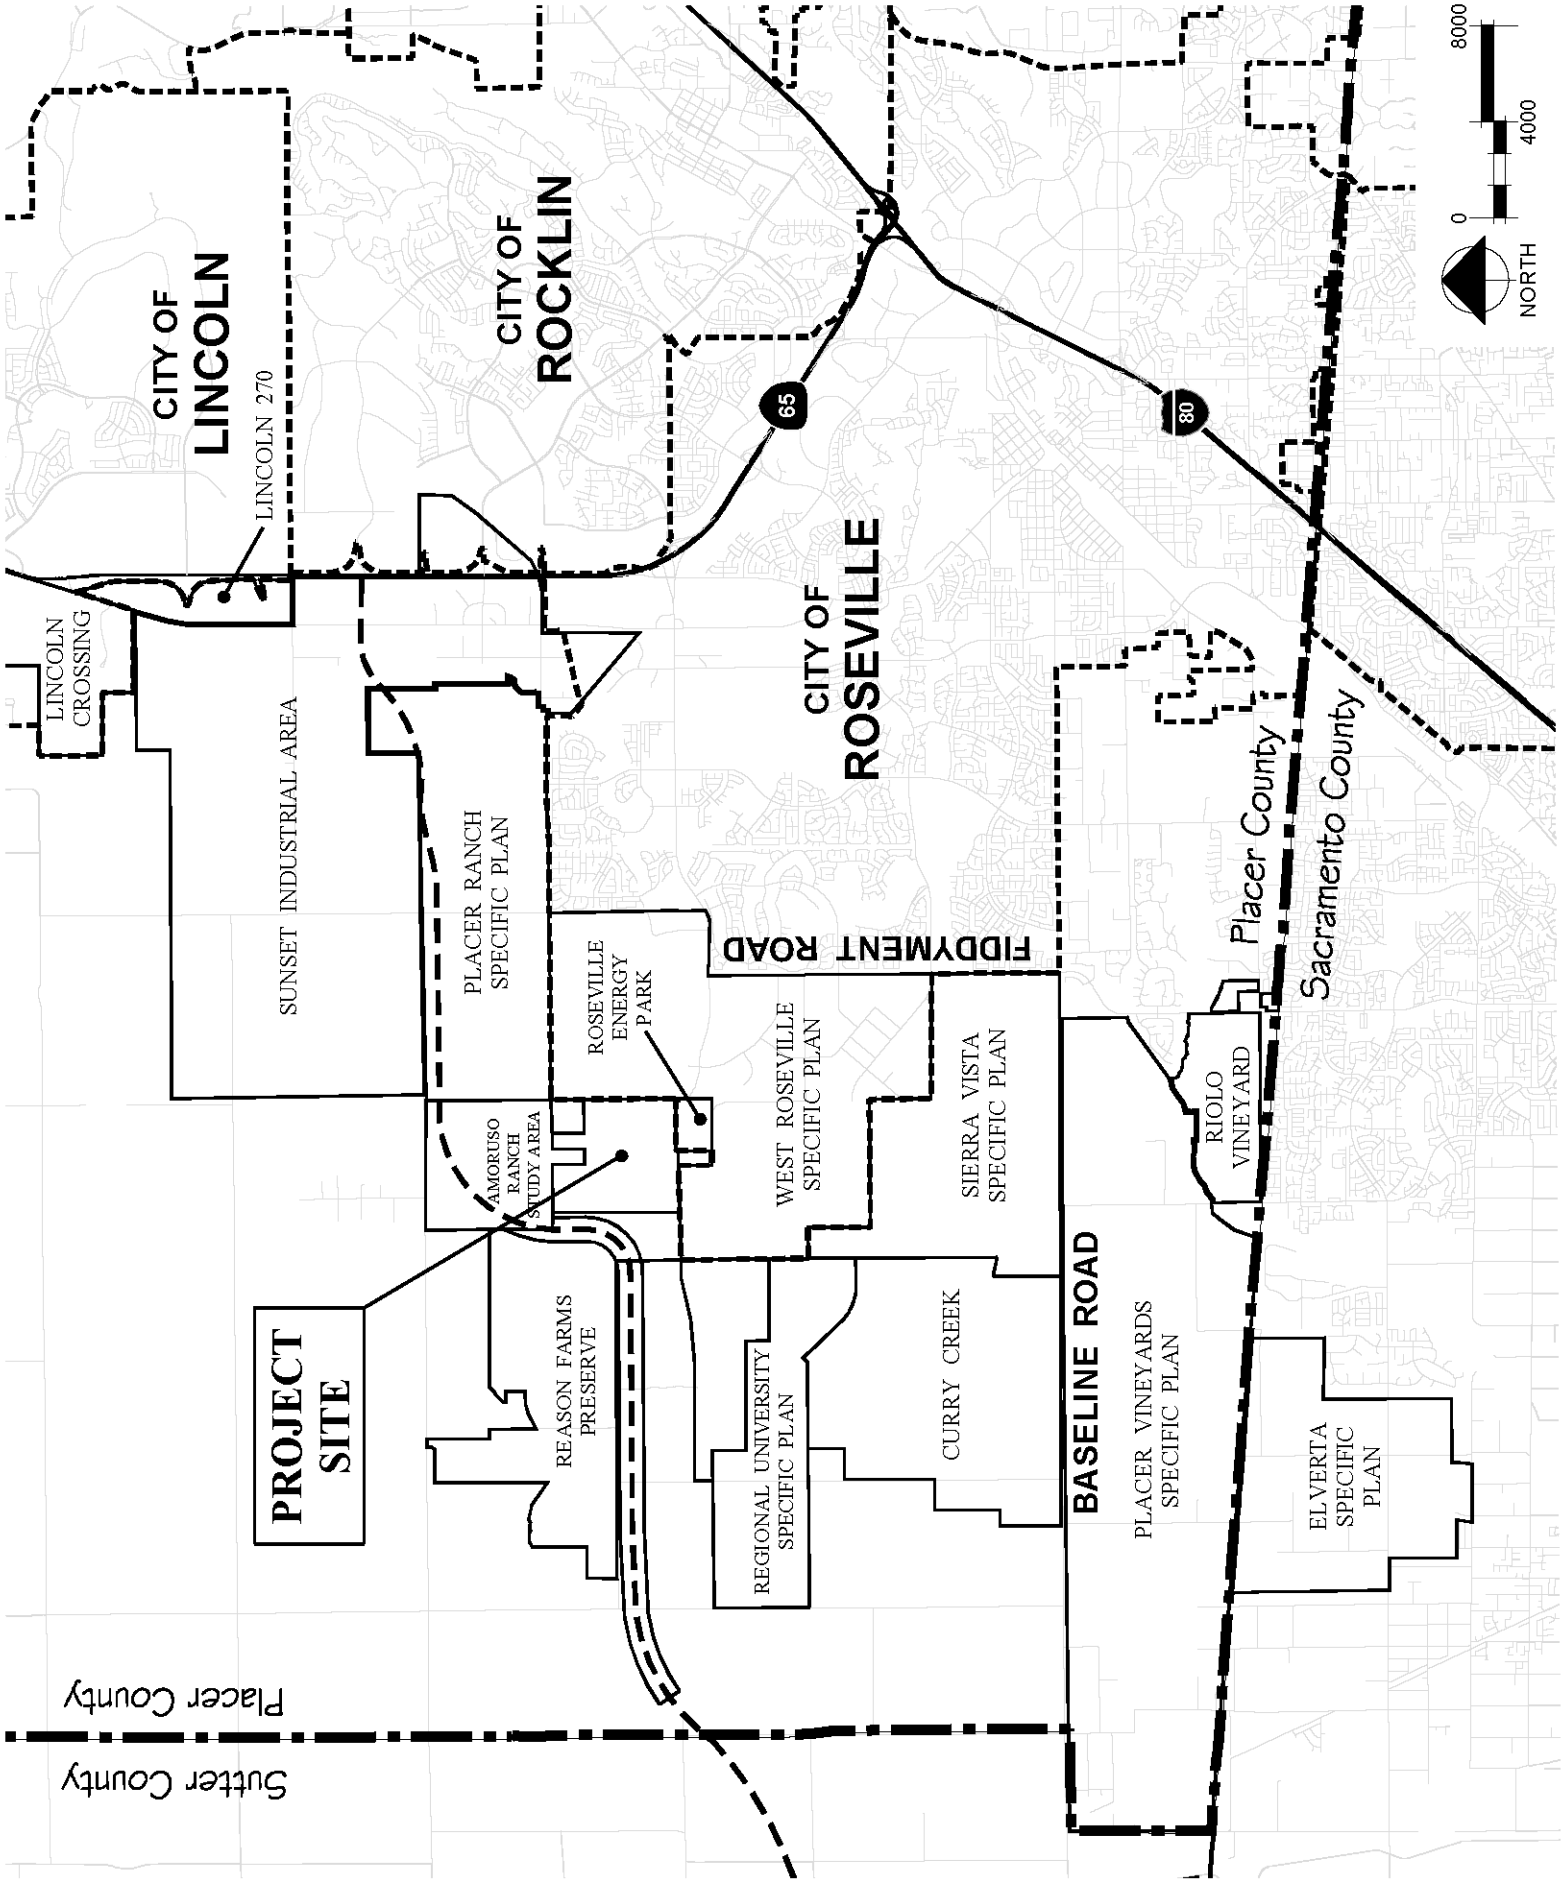 CITY OF
LINCOLN
LINCOLN 270
CITY OF
ROCKLIN
65
80
CITY OF
ROSEVILLE
LINCOLN
CROSSING
SUNSET INDUSTRIAL AREA
PLACER RANCH
SPECIFIC PLAN
AMORUSO
RANCH
STUDY AREA
ROSEVILLE
ENERGY
PARK
FIDDYMENT ROAD
WEST ROSEVILLE
SPECIFIC PLAN
SIERRA VISTA
SPECIFIC PLAN
PROJECT
SITE
REASON FARMS
PRESERVE
REGIONAL UNIVERSITY
SPECIFIC PLAN
CURRY CREEK
BASELINE ROAD
PLACER VINEYARDS
SPECIFIC PLAN
RIOLO
VINEYARD
ELVERTA
SPECIFIC
PLAN
Placer County
Sacramento County
Placer County
Sutter County
NORTH
0
4000
8000